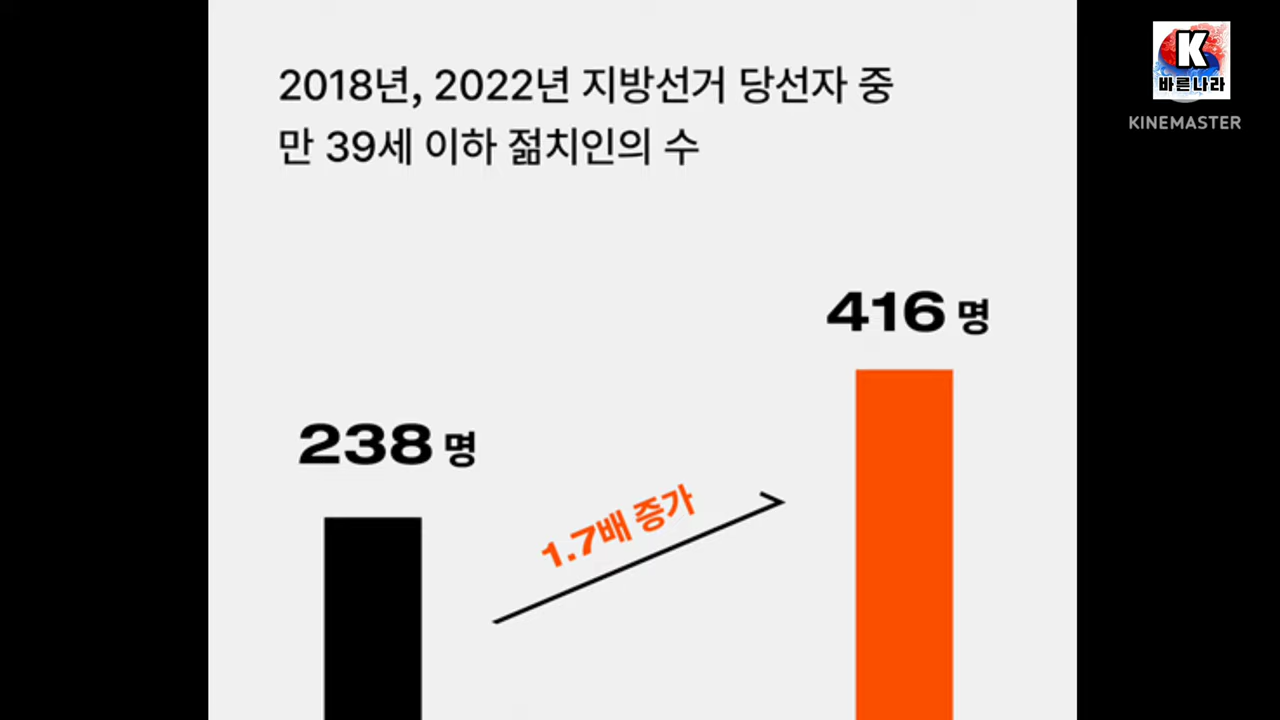 2018년, 2022년 지방선거 당선자 중
만 39세 이하 젊치인의 수
416 명
238 명
1.7배 증가
K
바른나라
KINEMASTER